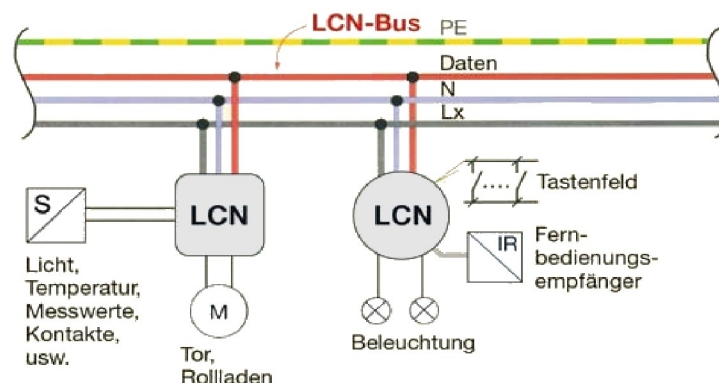 LCN-Bus
PE
Daten
N
Lx
S
LCN
LCN
Tastenfeld
IR
Fern-
bedienungs-
empfänger
Licht,
Temperatur,
Messwerte,
Kontakte,
usw.
M
Tor,
Rollladen
Beleuchtung